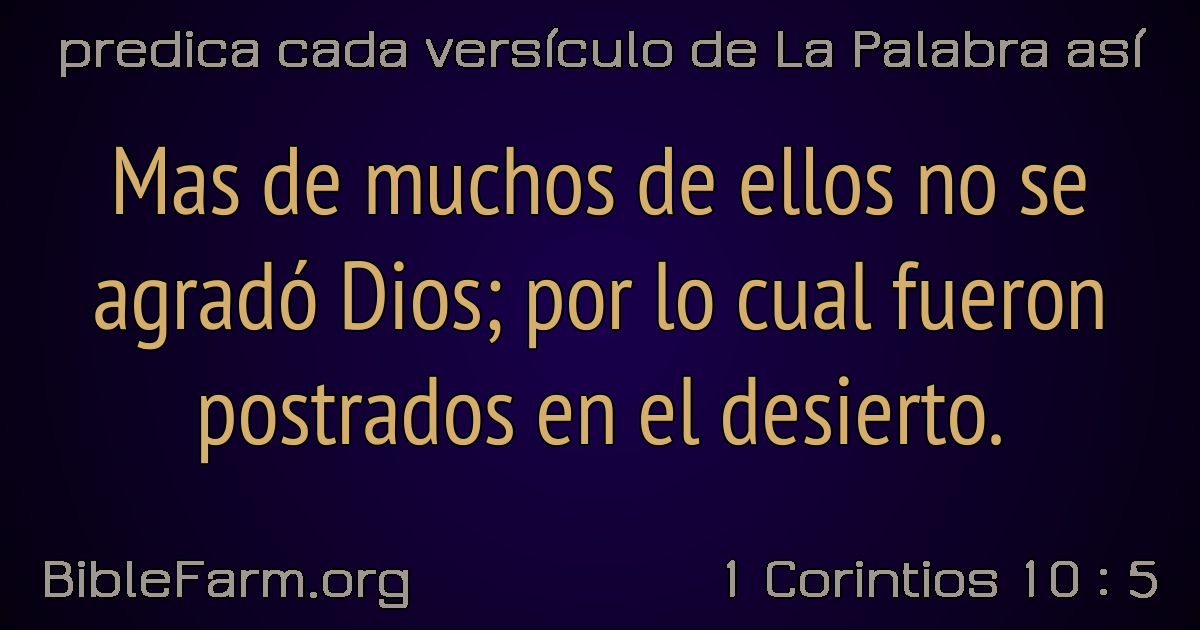 predica cada versículo de La Palabra así
Mas de muchos de ellos no se
agradó Dios; por lo cual fueron
postrados en el desierto.
BibleFarm.org
1 Corintios 10 : 5